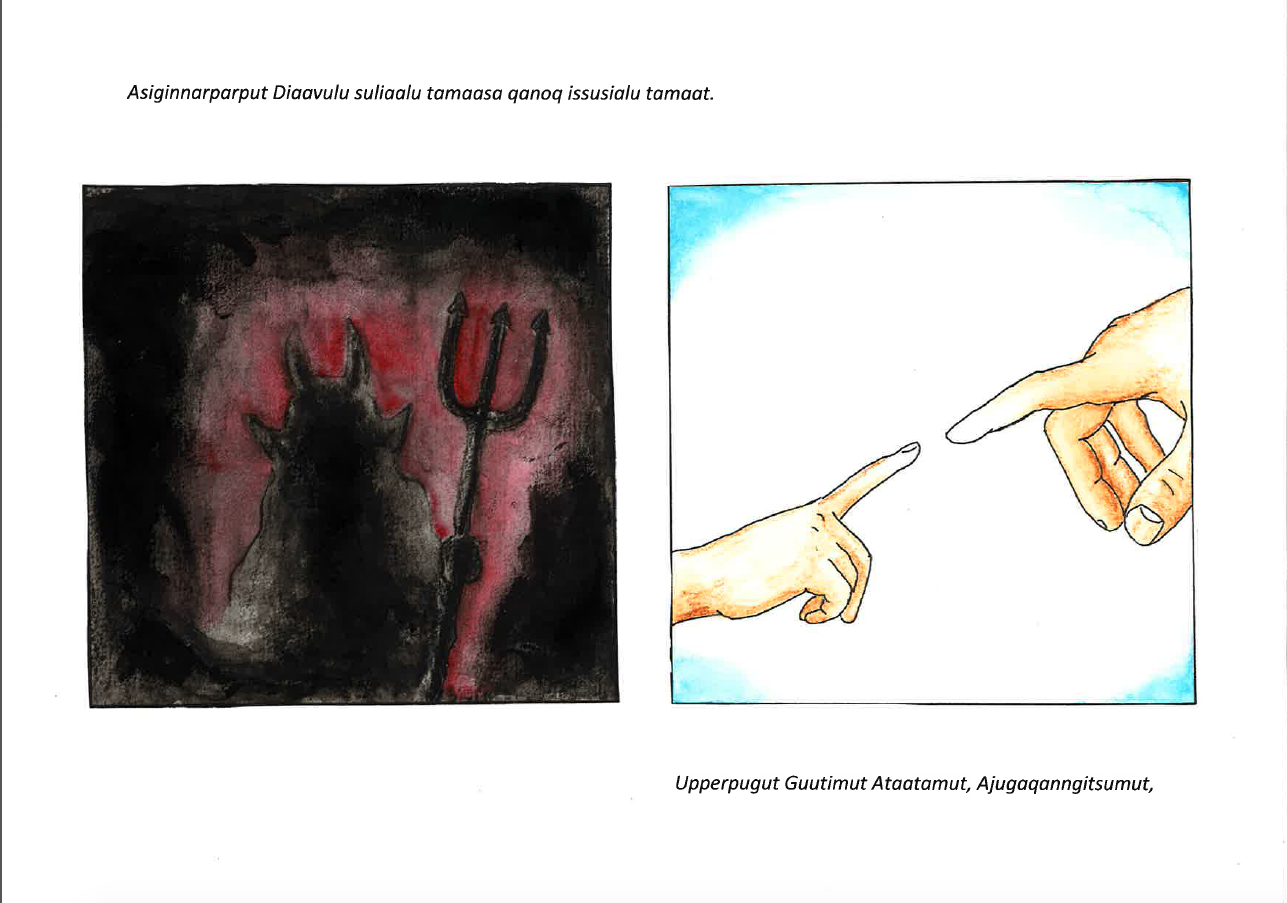 Asiginnarparput Diaavulu suliaalu tamaasa qanoq issusialu tamaat.
Upperpugut Guutimut Ataatamut, Ajugaqanngitsumut,